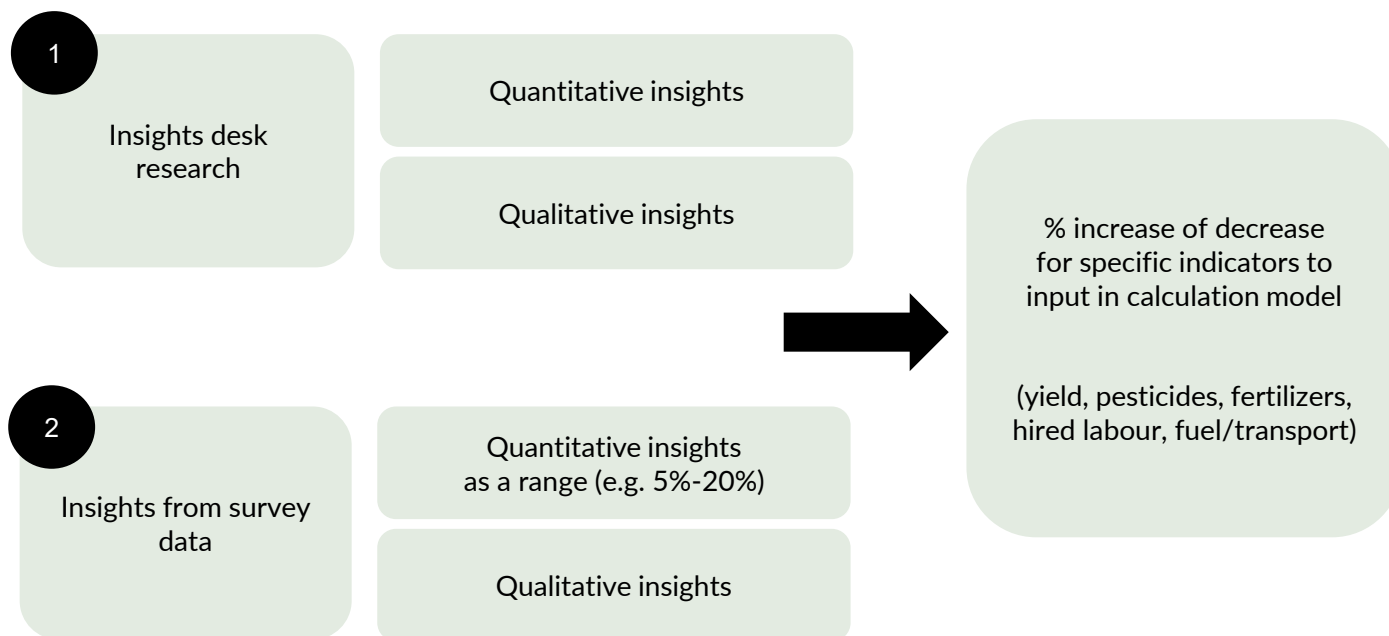 1
Insights desk
research
Quantitative insights
Qualitative insights
2
Insights from survey
data
Quantitative insights
as a range (e.g. 5%-20%)
Qualitative insights
% increase of decrease
for specific indicators to
input in calculation model
(yield, pesticides, fertilizers,
hired labour, fuel/transport)